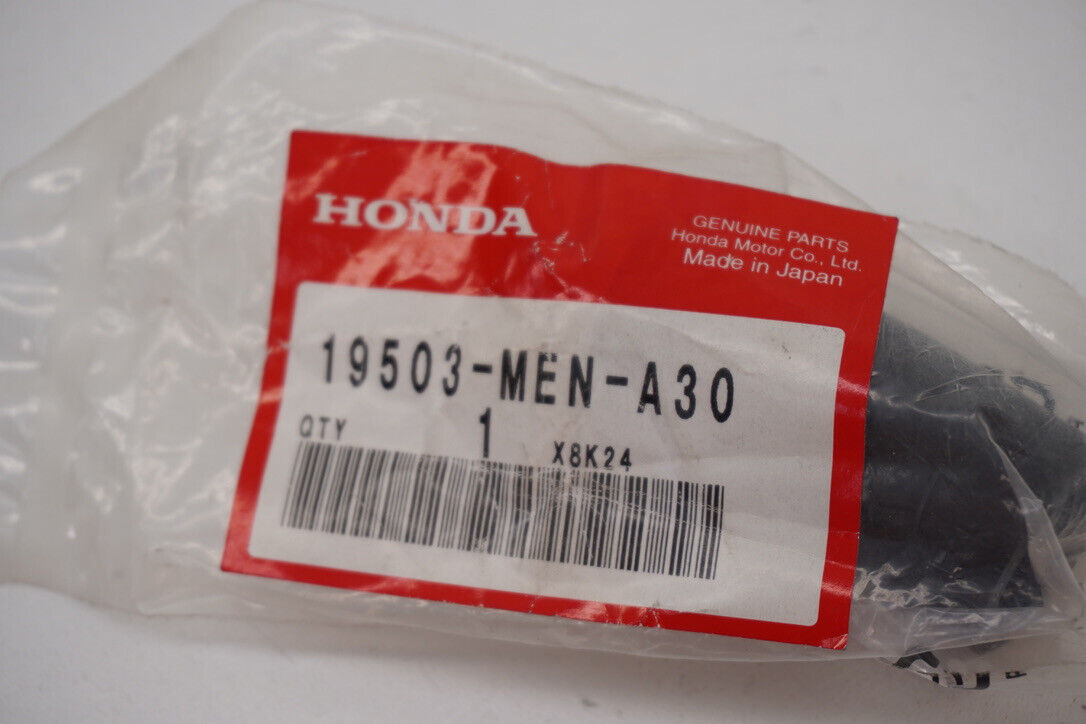 HONDA
GENUINE PARTS
Honda Motor Co., Ltd.
Made in Japan
19503-MEN-A30
QTY 1 X8K24